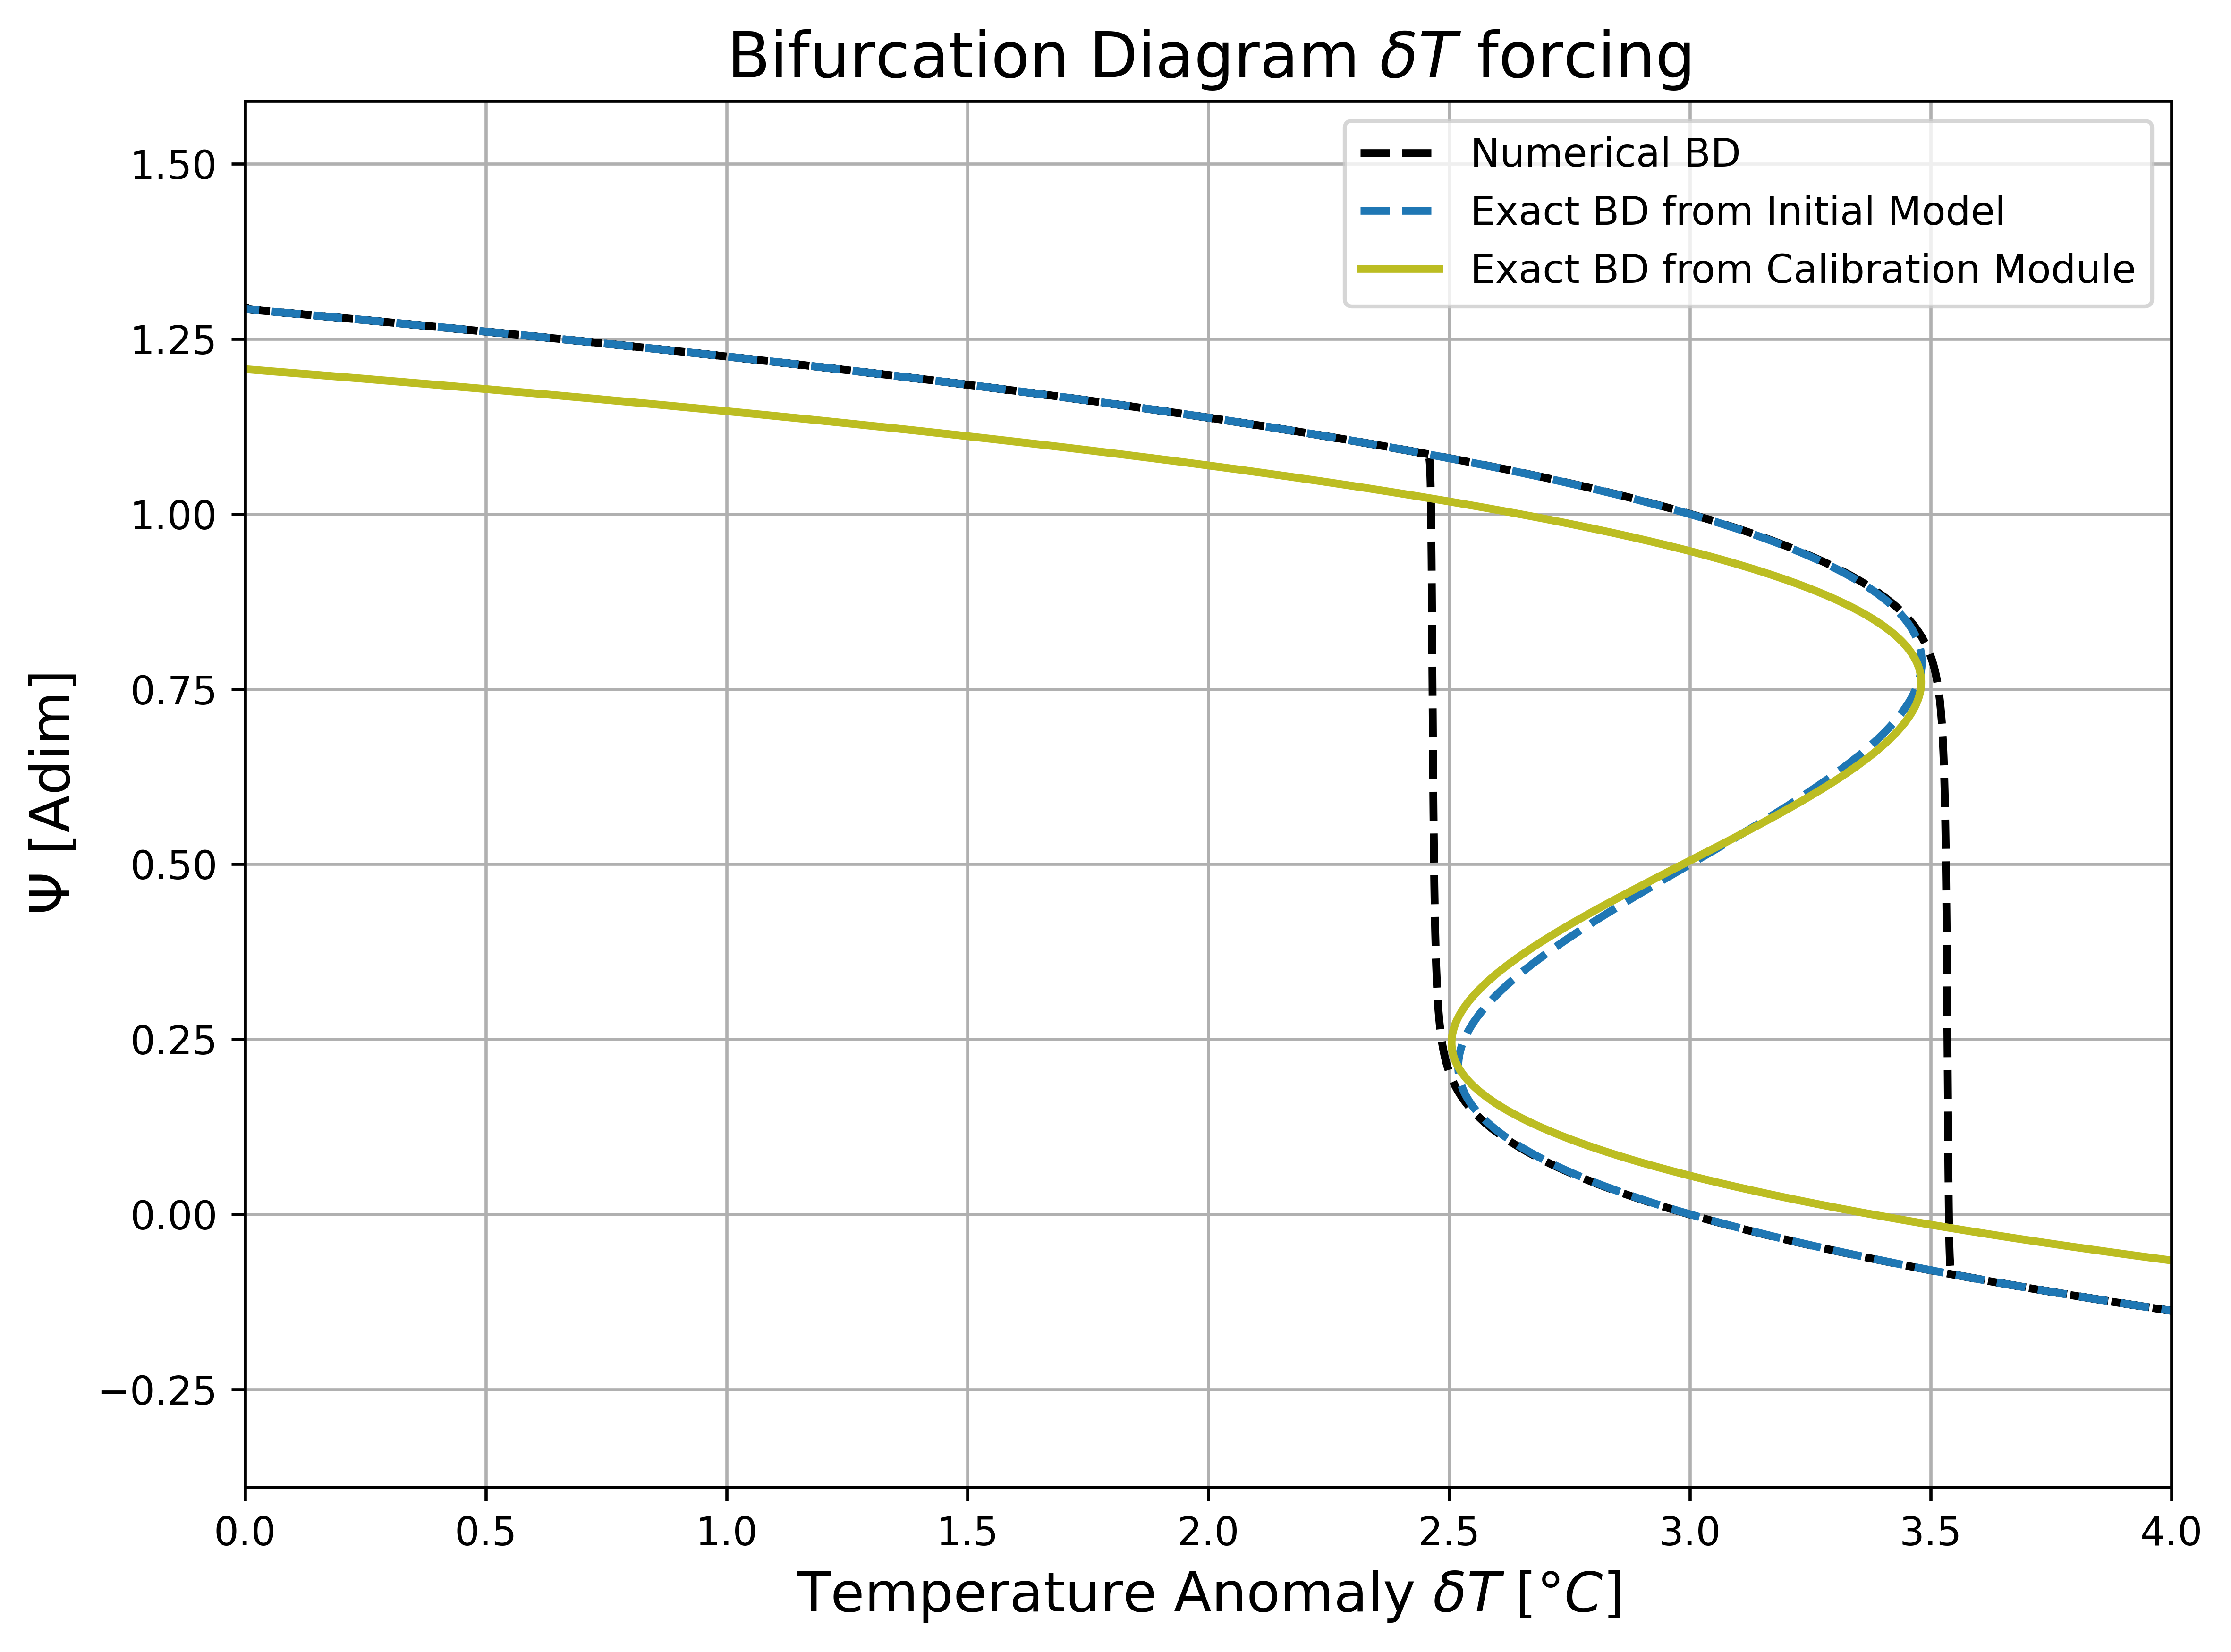 Bifurcation Diagram δT forcing
Numerical BD
Exact BD from Initial Model
Exact BD from Calibration Module
Ψ [Adim]
1.50
1.25
1.00
0.75
0.50
0.25
0.00
−0.25
0.0 0.5 1.0 1.5 2.0 2.5 3.0 3.5 4.0
Temperature Anomaly δT [°C]